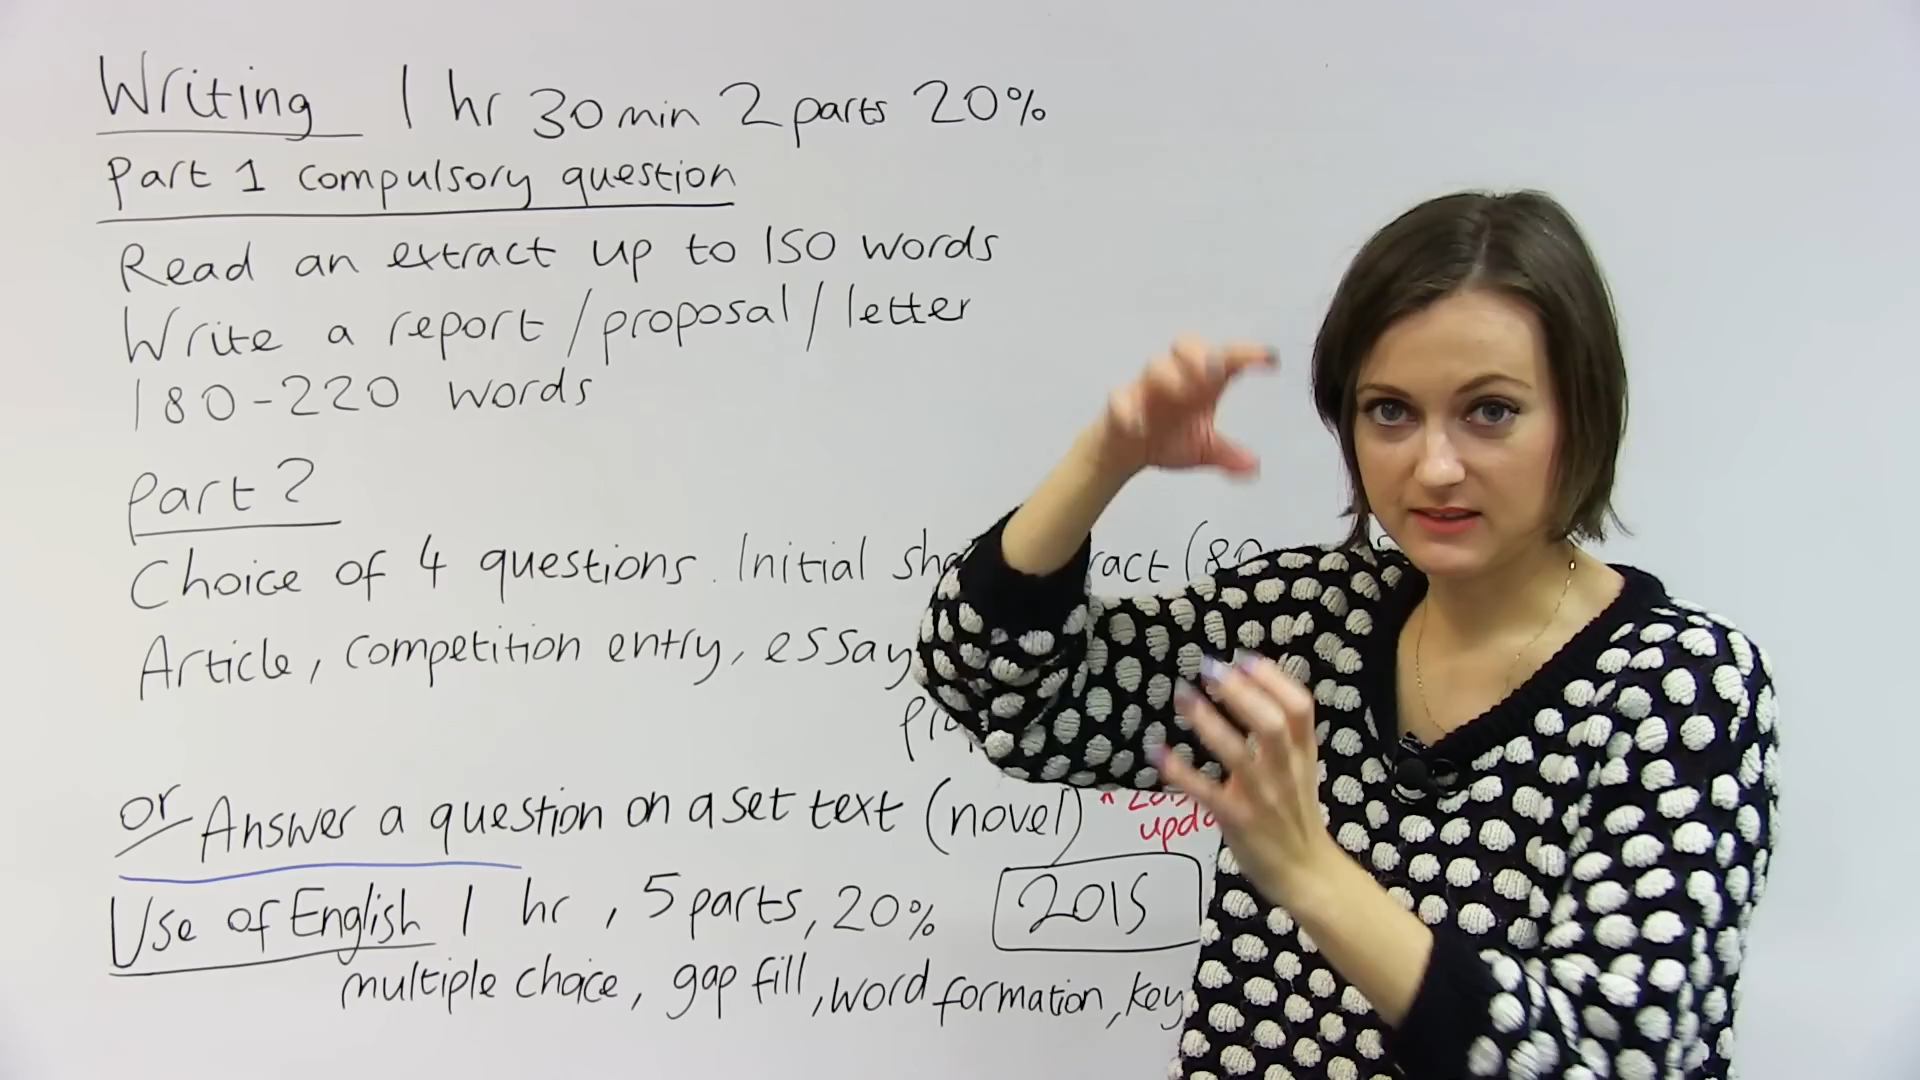 Writing 1 hr 30 min 2 parts 20%
Part 1 compulsory question
Read an extract up to 150 words
Write a report/proposal/letter
180-220 words
Part 2
Choice of 4 questions. Initial
Article, competition entry, essay
or Answer a question on a set text (novel)
2015
Use of English 1 hr, 5 parts, 20%
multiple choice, gap fill, word formation, key